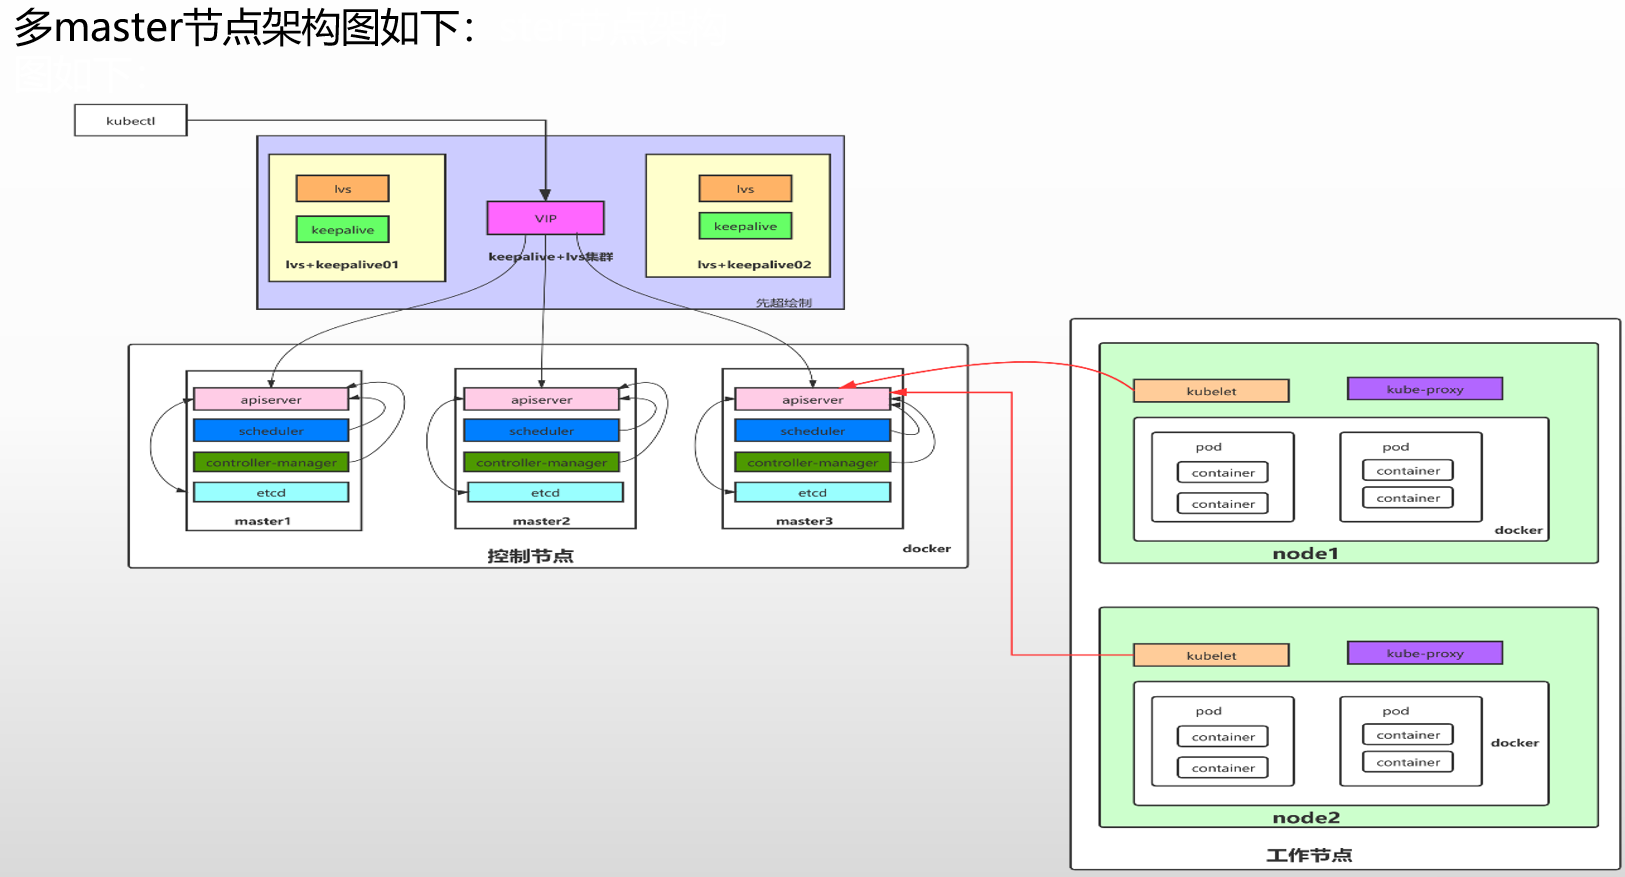 多master节点架构图如下：
图如下：
kubectl
lvs
keepalive
lvs+keepalive01
VIP
keepalive+lvs集群
lvs
keepalive
lvs+keepalive02
先超绘制
apiserver
scheduler
controller-manager
etcd
master1
apiserver
scheduler
controller-manager
etcd
master2
apiserver
scheduler
controller-manager
etcd
master3
控制节点
docker
kubelet
kube-proxy
pod
container
container
pod
container
container
docker
node1
kubelet
kube-proxy
pod
container
container
pod
container
container
docker
node2
工作节点